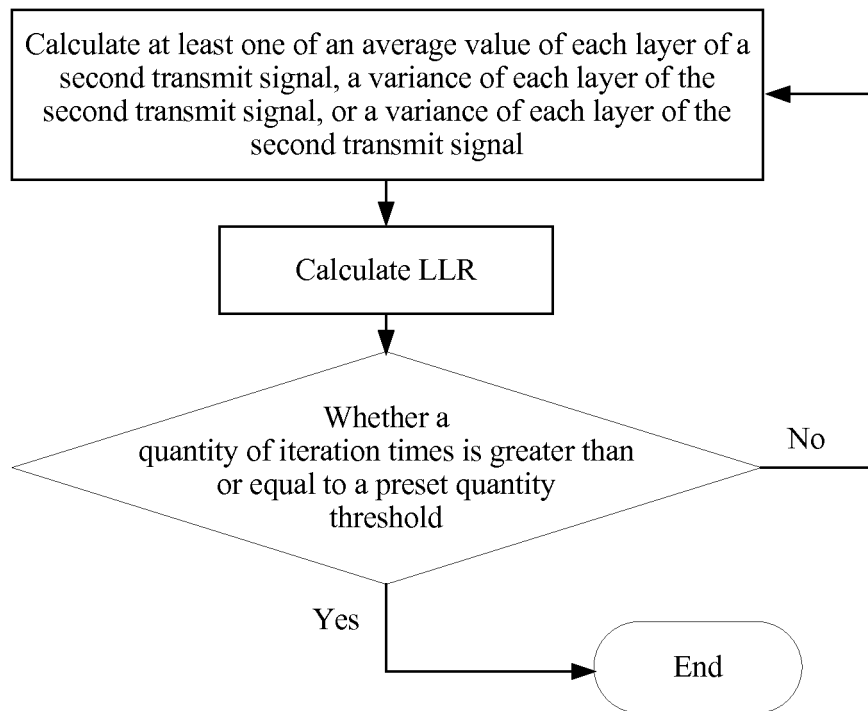 Calculate at least one of an average value of each layer of a
second transmit signal, a variance of each layer of the
second transmit signal, or a variance of each layer of the
second transmit signal
Calculate LLR
Whether a
quantity of iteration times is greater than
or equal to a preset quantity
threshold
No
Yes
End